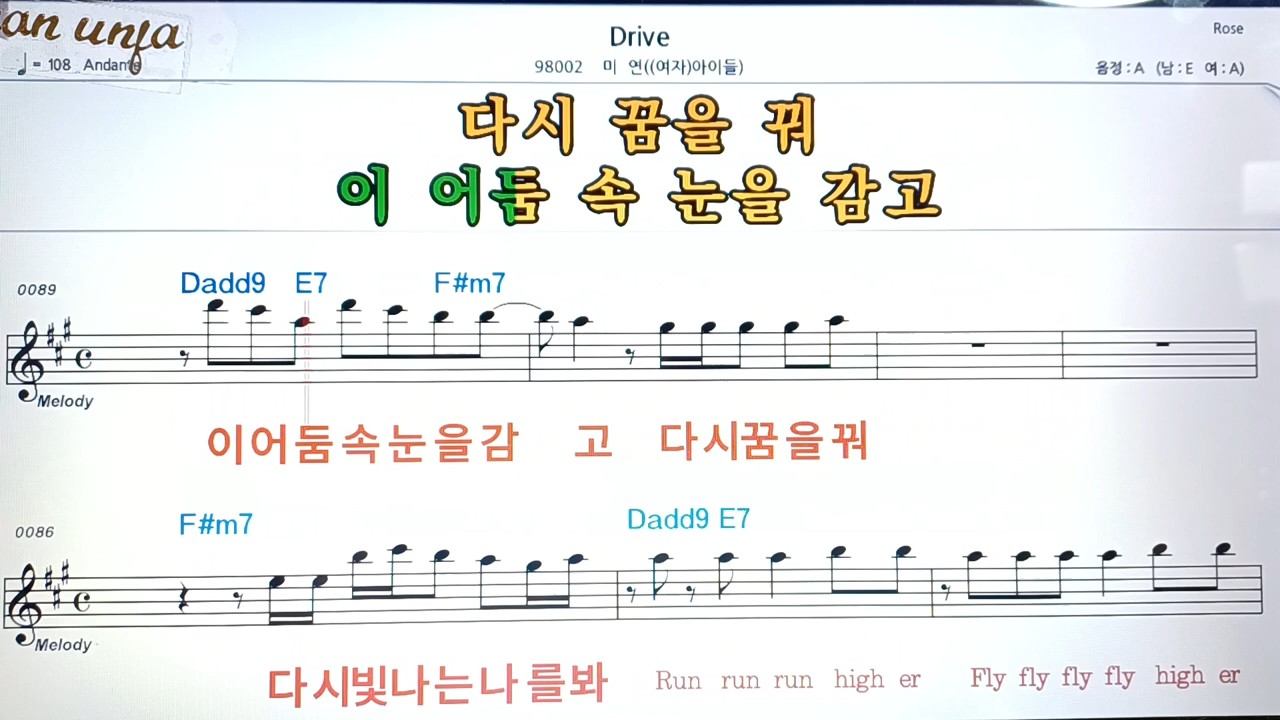 Drive
Rose
♩= 108 Andante
98002 미 연((여자)아이들)
음정:A (남:E 여:A)
다시 꿈을 꿔
이 어둠 속 눈을 감고
0089
Dadd9 E7 F#m7
Melody
이어둠속눈을감 고 다시꿈을꿔
0086
F#m7 Dadd9 E7
Melody
다시빛나는나를봐 Run run run high er Fly fly fly fly high er